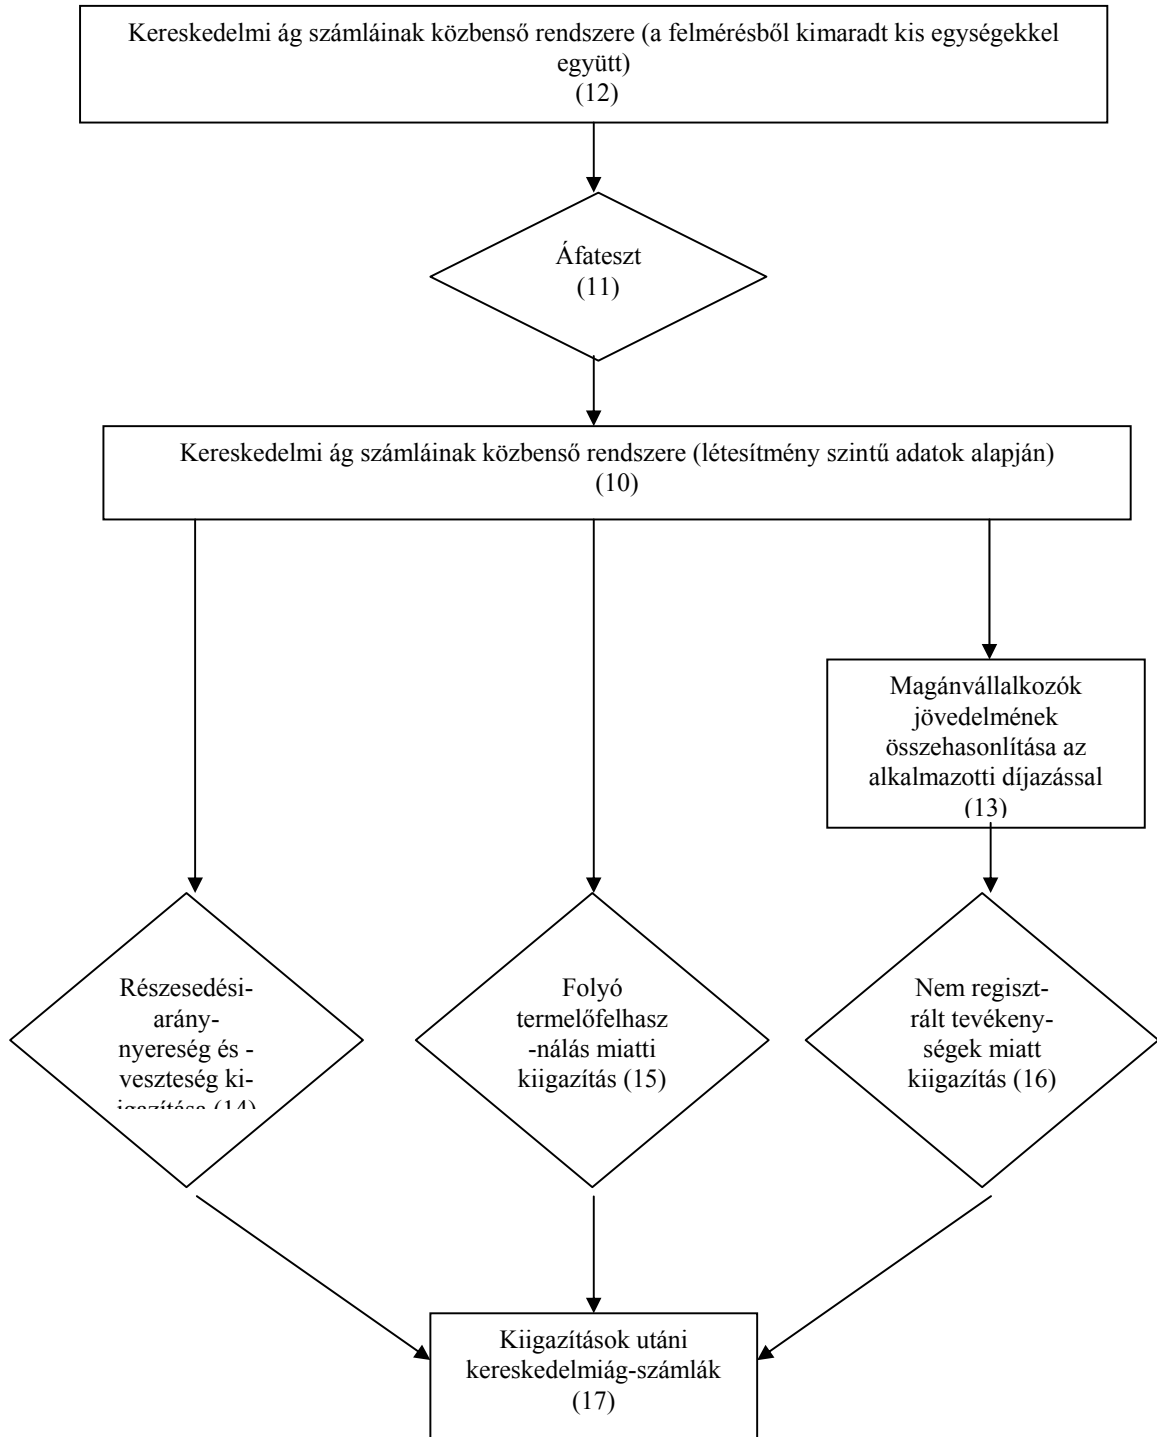 Kereskedelmi ág számláinak közbenső rendszere (a felmérésből kimaradt kis egységekkel
együtt)
(12)
Áfateszt
(11)
Kereskedelmi ág számláinak közbenső rendszere (létesítmény szintű adatok alapján)
(10)
Magánvállalkozók
jövedelmének
összehasonlítása az
alkalmazotti díjazással
(13)
Részesedési-
arány-
nyereség és -
veszteség ki-
igazítása (14)
Folyó
termelőfelhasz
-nálás miatti
kiigazítás (15)
Nem regiszt-
rált tevékeny-
ségek miatt
kiigazítás (16)
Kiigazítások utáni
kereskedelmiág-számlák
(17)